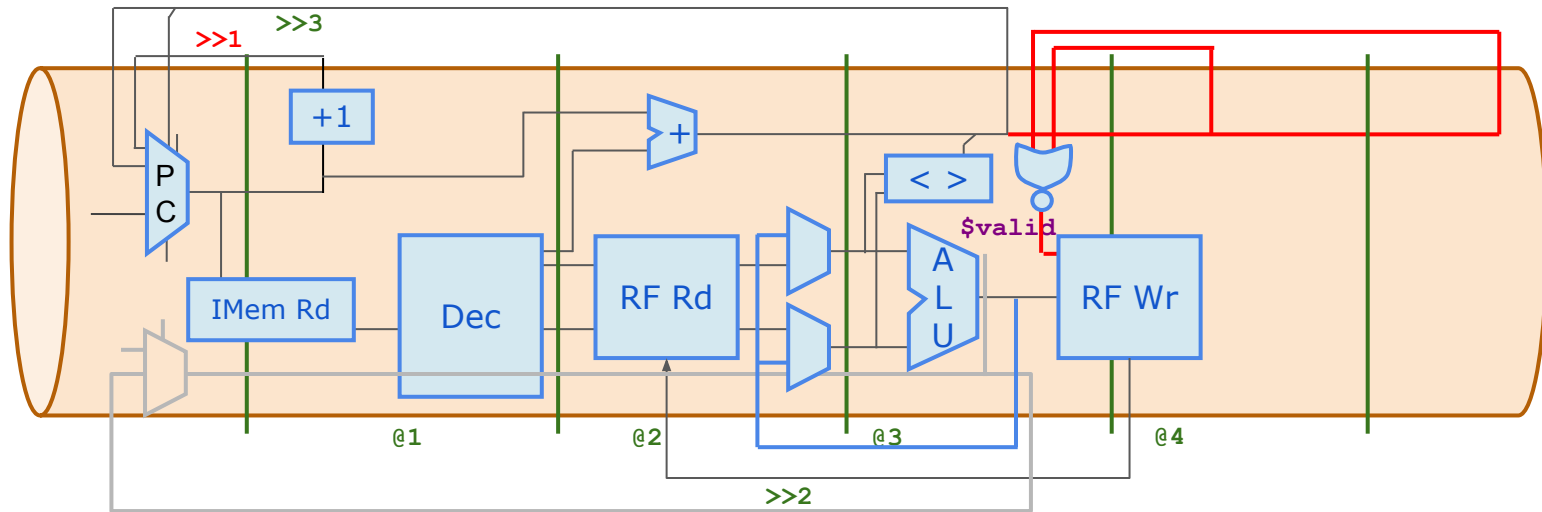 >>3
>>1
+1
+
P
C
< >
$valid
A
L
U
IMem Rd
Dec
RF Rd
RF Wr
@1
@2
@3
@4
>>2